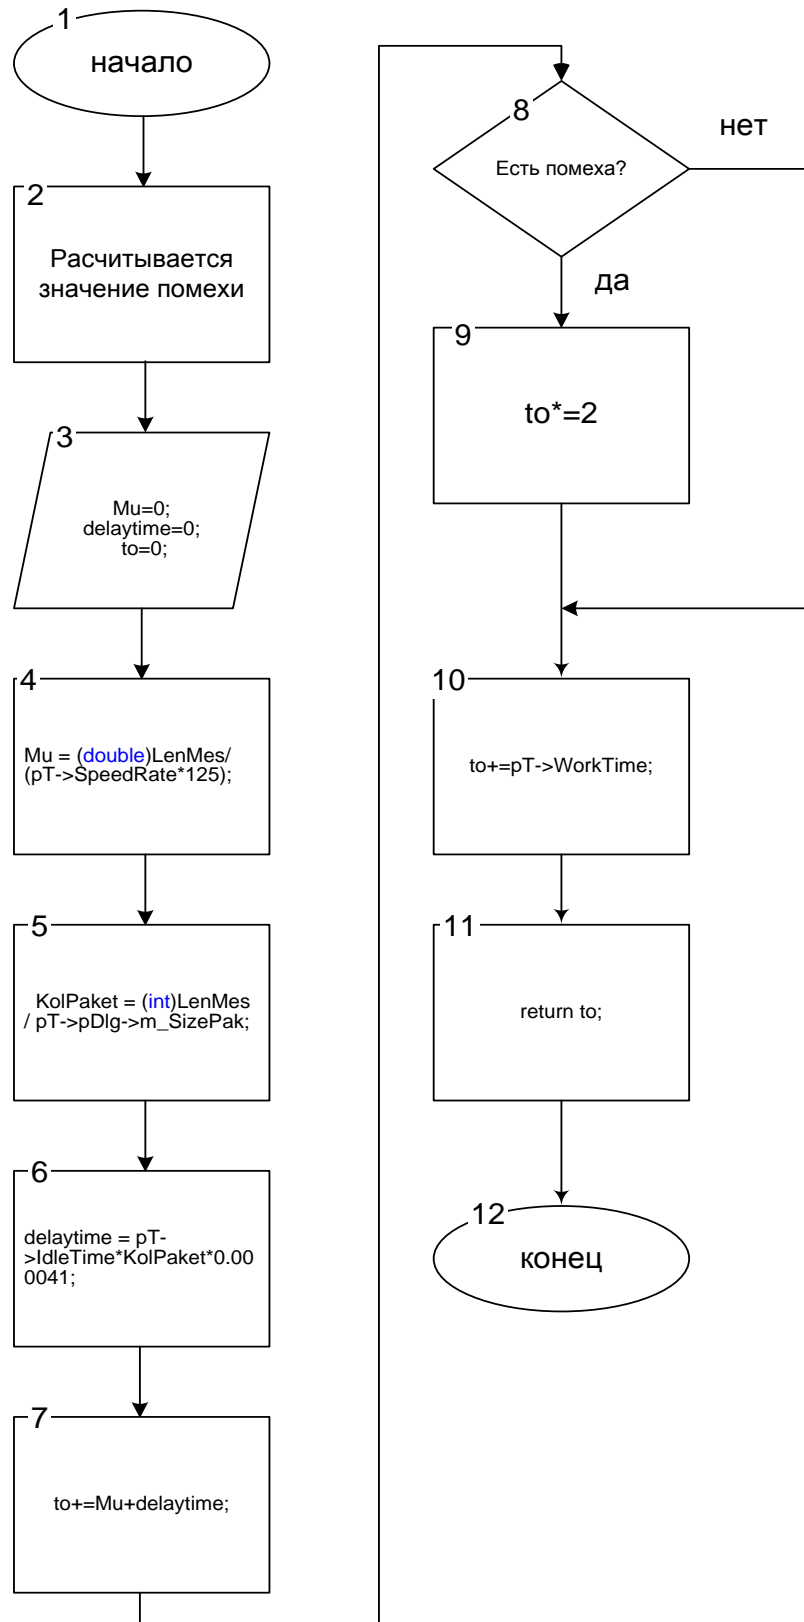 1
начало
2
Расчитывается
значение помехи
3
Mu=0;
delaytime=0;
to=0;
4
Mu = (double)LenMes/
(pT->SpeedRate*125);
5
KolPaket = (int)LenMes
/ pT->pDlg->m_SizePak;
6
delaytime = pT-
>IdleTime*KolPaket*0.00
0041;
7
to+=Mu+delaytime;
8
Есть помеха?
нет
да
9
to*=2
10
to+=pT->WorkTime;
11
return to;
12
конец